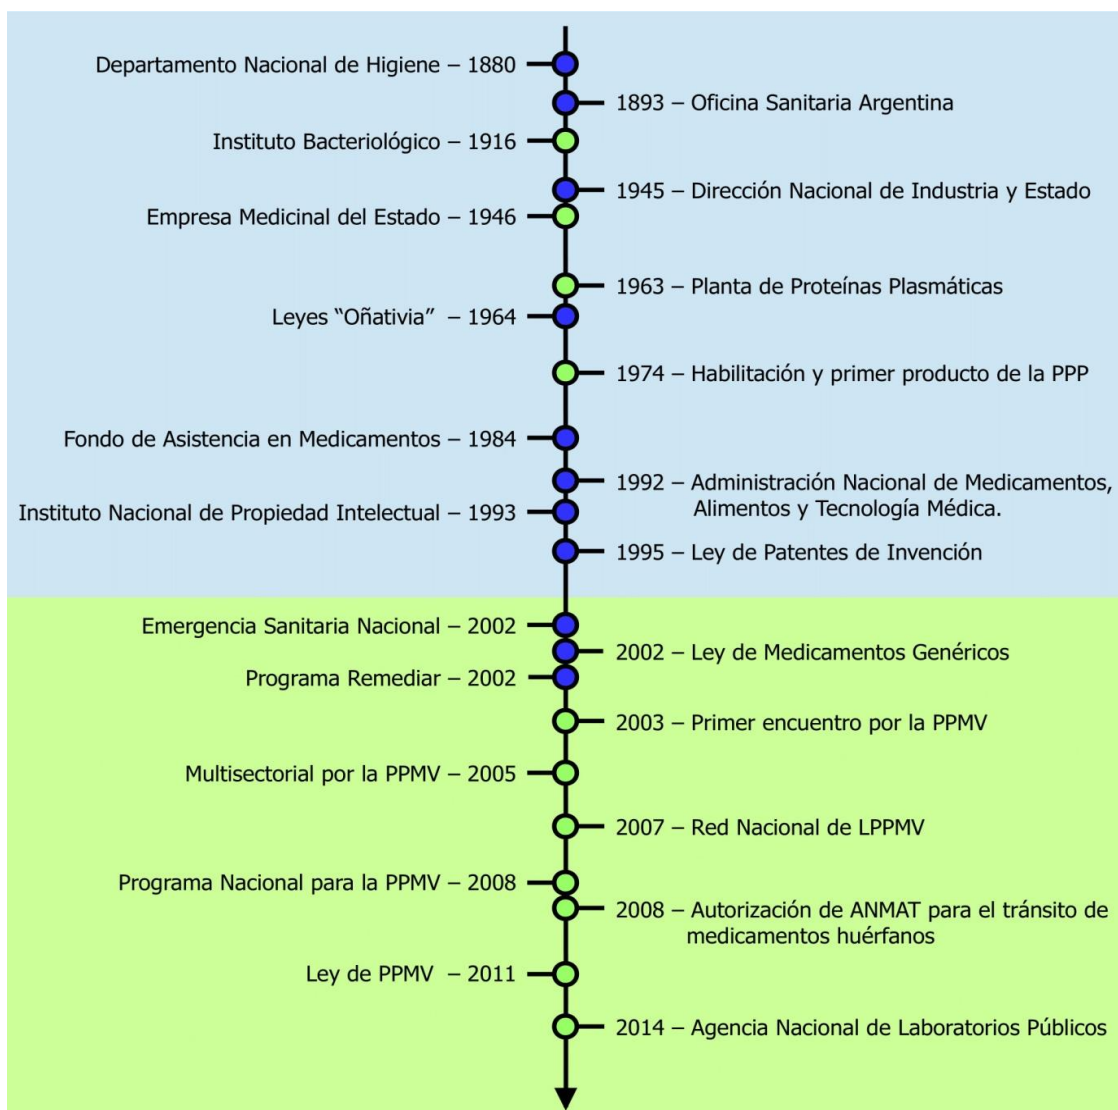 Departamento Nacional de Higiene – 1880
1893 – Oficina Sanitaria Argentina
Instituto Bacteriológico – 1916
1945 – Dirección Nacional de Industria y Estado
Empresa Medicinal del Estado – 1946
1963 – Planta de Proteínas Plasmáticas
Leyes “Oñativia” – 1964
1974 – Habilitación y primer producto de la PPP
Fondo de Asistencia en Medicamentos – 1984
1992 – Administración Nacional de Medicamentos,
Alimentos y Tecnología Médica.
Instituto Nacional de Propiedad Intelectual – 1993
1995 – Ley de Patentes de Invención
Emergencia Sanitaria Nacional – 2002
2002 – Ley de Medicamentos Genéricos
Programa Remediar – 2002
2003 – Primer encuentro por la PPMV
Multisectorial por la PPMV – 2005
2007 – Red Nacional de LPPMV
Programa Nacional para la PPMV – 2008
2008 – Autorización de ANMAT para el tránsito de
medicamentos huérfanos
Ley de PPMV – 2011
2014 – Agencia Nacional de Laboratorios Públicos